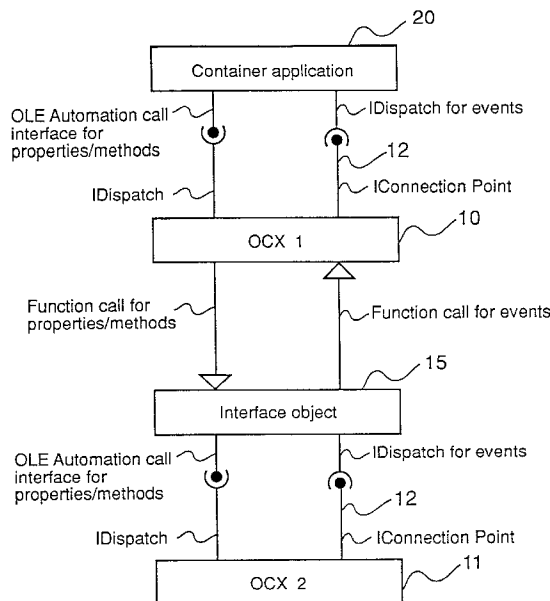 20
Container application
OLE Automation call
interface for
properties/methods
IDispatch for events
12
IDispatch
IConnection Point
10
OCX 1
Function call for
properties/methods
Function call for events
15
Interface object
OLE Automation call
interface for
properties/methods
IDispatch for events
12
IDispatch
IConnection Point
11
OCX 2